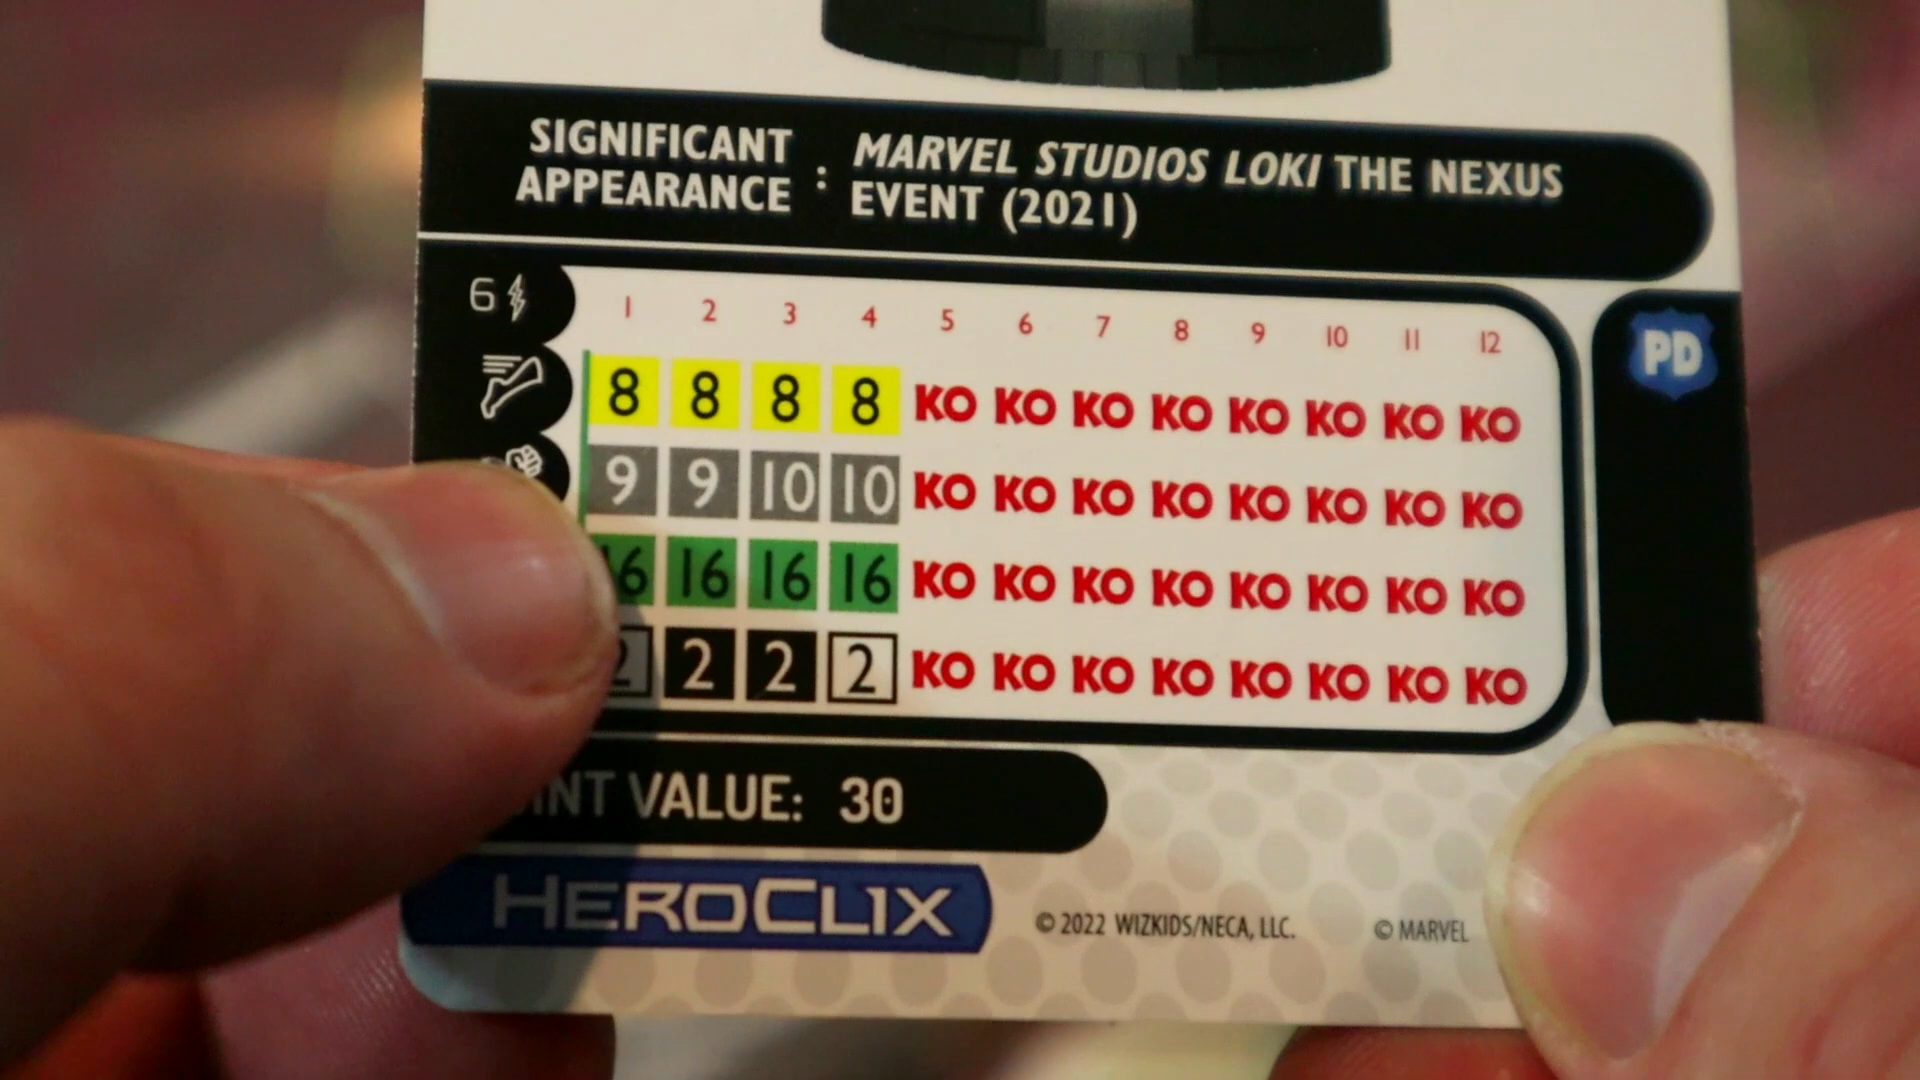 SIGNIFICANT APPEARANCE : MARVEL STUDIOS LOKI THE NEXUS EVENT (2021)
6 1 2 3 4 5 6 7 8 9 10 11 12
8 8 8 8 KO KO KO KO KO KO KO KO
9 9 10 10 KO KO KO KO KO KO KO KO
16 16 16 16 KO KO KO KO KO KO KO KO
2 2 2 2 KO KO KO KO KO KO KO KO
PD
VALUE: 30
HEROCLIX
© 2022 WIZKIDS/NECA, LLC. © MARVEL